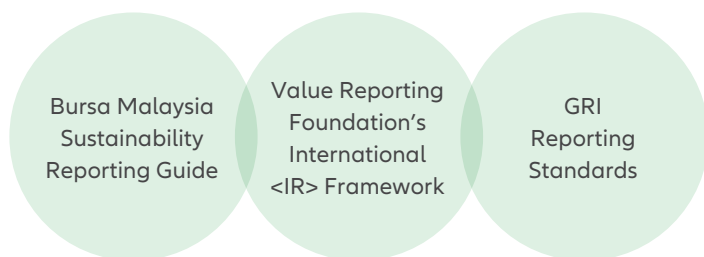 Bursa Malaysia
Sustainability
Reporting Guide
Value Reporting
Foundation’s
International
<IR> Framework
GRI
Reporting
Standards